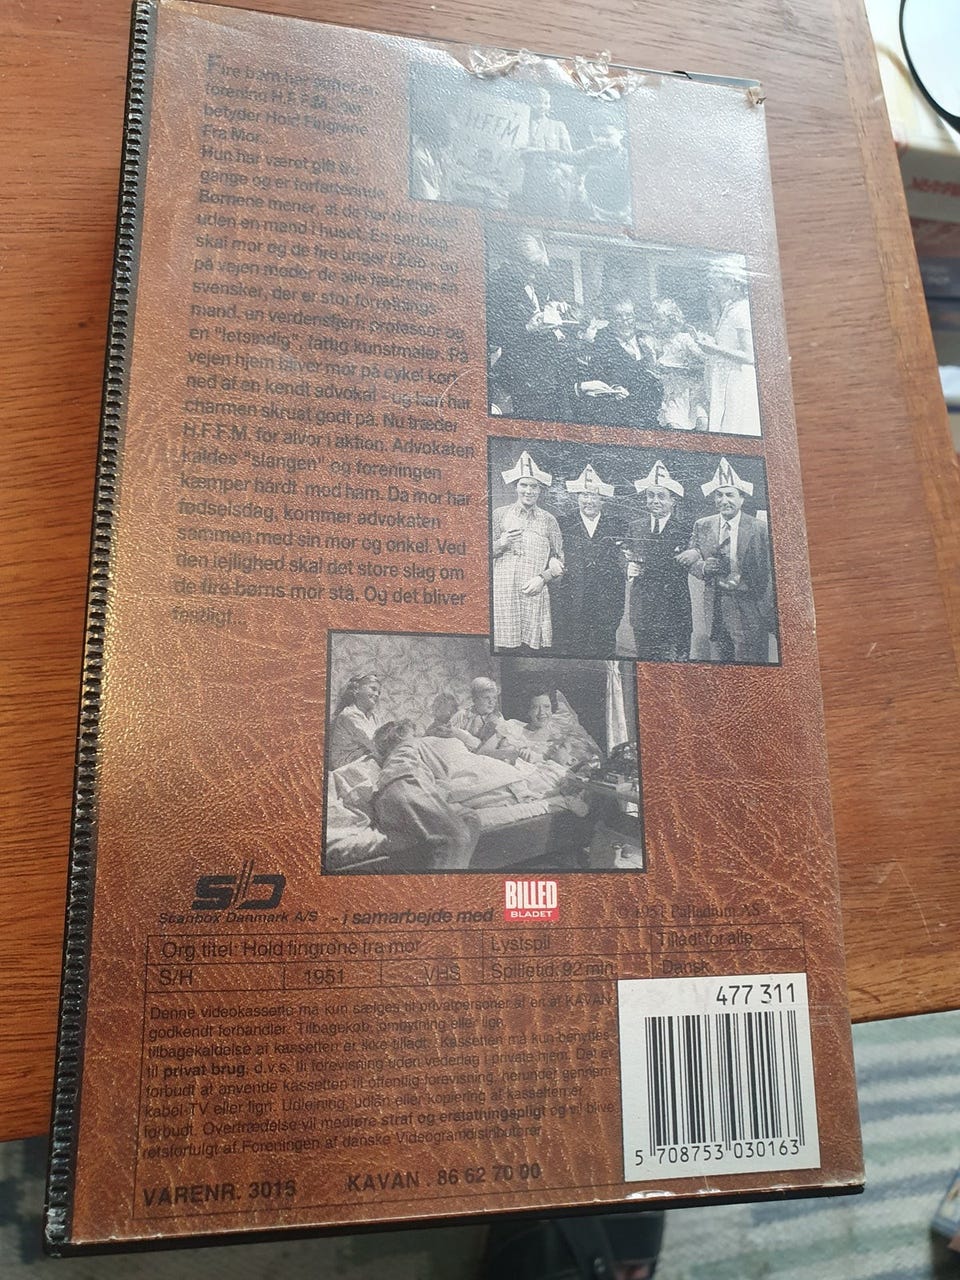 Fire børn har stiftet en
forening H.F.F.M., der
betyder Hold Fingrene
Fra Mor...
Hun har været gift tre
gange og er forfatterinde.
Børnene mener, at de har det bedst
uden en mand i huset. En søndag
skal mor og de fire unger i Zoo - og
på vejen møder de alle fædrene: en
svensker, der er stor forretnings-
mand, en verdensfjern professor og
en "letsindig", fattig kunstmaler. På
vejen hjem bliver mor på cykel kørt
ned af en kendt advokat - og han har
charmen skruet godt på. Nu træder
H.F.F.M. for alvor i aktion. Advokaten
kaldes "slangen" og foreningen
kæmper hårdt mod ham. Da mor har
fødselsdag, kommer advokaten
sammen med sin mor og onkel. Ved
den lejlighed skal det store slag om
de fire børns mor stå. Og det bliver
festligt...
H.F.F.M
H F F M
sb
Scanbox Danmark A/S - i samarbejde med
BILLED
BLADET
© 1951 Palladium A/S
Org.titel: Hold fingrene fra mor Lystspil Tilladt for alle
S/H 1951 VHS Spilletid: 92 min. Dansk
Denne videokassette må kun sælges til privatpersoner af en af KAVAN
godkendt forhandler. Tilbagekøb, ombytning eller lign.
tilbagekaldelse af kassetten er ikke tilladt. Kassetten må kun benyttes
til privat brug, d.v.s. til forevisning uden vederlag i private hjem. Det er
forbudt at anvende kassetten til offentlig forevisning, herunder gennem
kabel-TV eller lign. Udlejning, udlån eller kopiering af kassetten er
forbudt. Overtrædelse vil medføre straf og erstatningspligt og vil blive
retsforfulgt af Foreningen af danske Videogramdistributører.
VARENR. 3016 KAVAN . 86 62 70 00
477 311
5 708753 030163